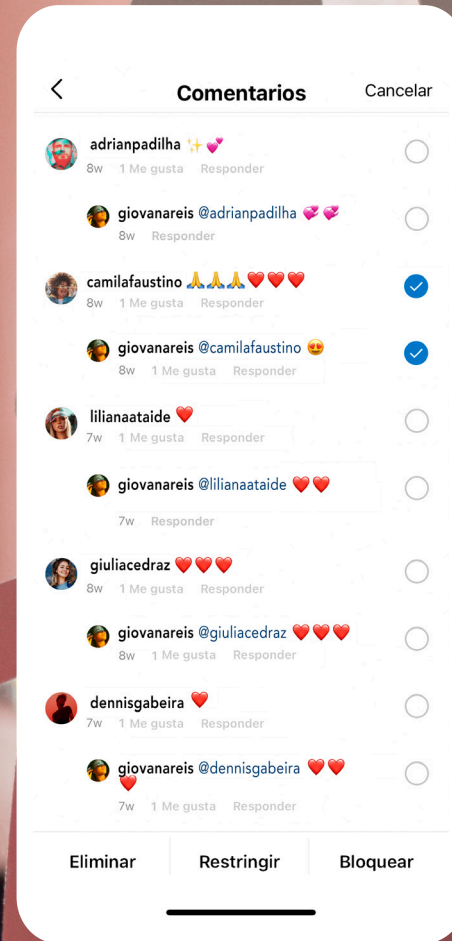 Comentarios Cancelar
adrianpadilha ✨ 💕
8w 1 Me gusta Responder
giovanareis @adrianpadilha 💞 💞
8w Responder
camilafaustino 🙏🙏🙏❤️❤️❤️
8w 1 Me gusta Responder
giovanareis @camilafaustino 😍
8w 1 Me gusta Responder
lilianaataide ❤️
7w 1 Me gusta Responder
giovanareis @lilianaataide ❤️❤️
7w Responder
giuliacedraz ❤️❤️❤️
8w 1 Me gusta Responder
giovanareis @giuliacedraz ❤️❤️❤️
8w 1 Me gusta Responder
dennisgabeira ❤️
7w 1 Me gusta Responder
giovanareis @dennisgabeira ❤️❤️
❤️
7w 1 Me gusta Responder
Eliminar Restringir Bloquear